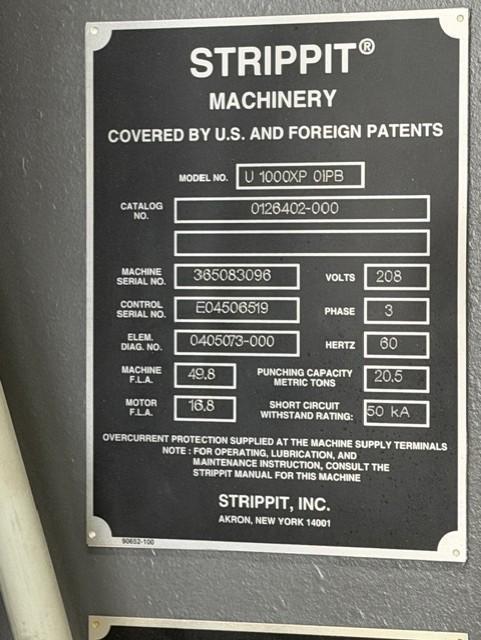 STRIPPIT®
MACHINERY
COVERED BY U.S. AND FOREIGN PATENTS
MODEL NO. U 1000XP OIPB
CATALOG NO. 0126402-000
MACHINE SERIAL NO. 365083096 VOLTS 208
CONTROL SERIAL NO. E04506519 PHASE 3
ELEM. DIAG. NO. 0405073-000 HERTZ 60
MACHINE F.L.A. 49.8 PUNCHING CAPACITY METRIC TONS 20.5
MOTOR F.L.A. 16.8 SHORT CIRCUIT WITHSTAND RATING: 50 kA
OVERCURRENT PROTECTION SUPPLIED AT THE MACHINE SUPPLY TERMINALS
NOTE : FOR OPERATING, LUBRICATION, AND
MAINTENANCE INSTRUCTION, CONSULT THE
STRIPPIT MANUAL FOR THIS MACHINE
STRIPPIT, INC.
AKRON, NEW YORK 14001
90652-100